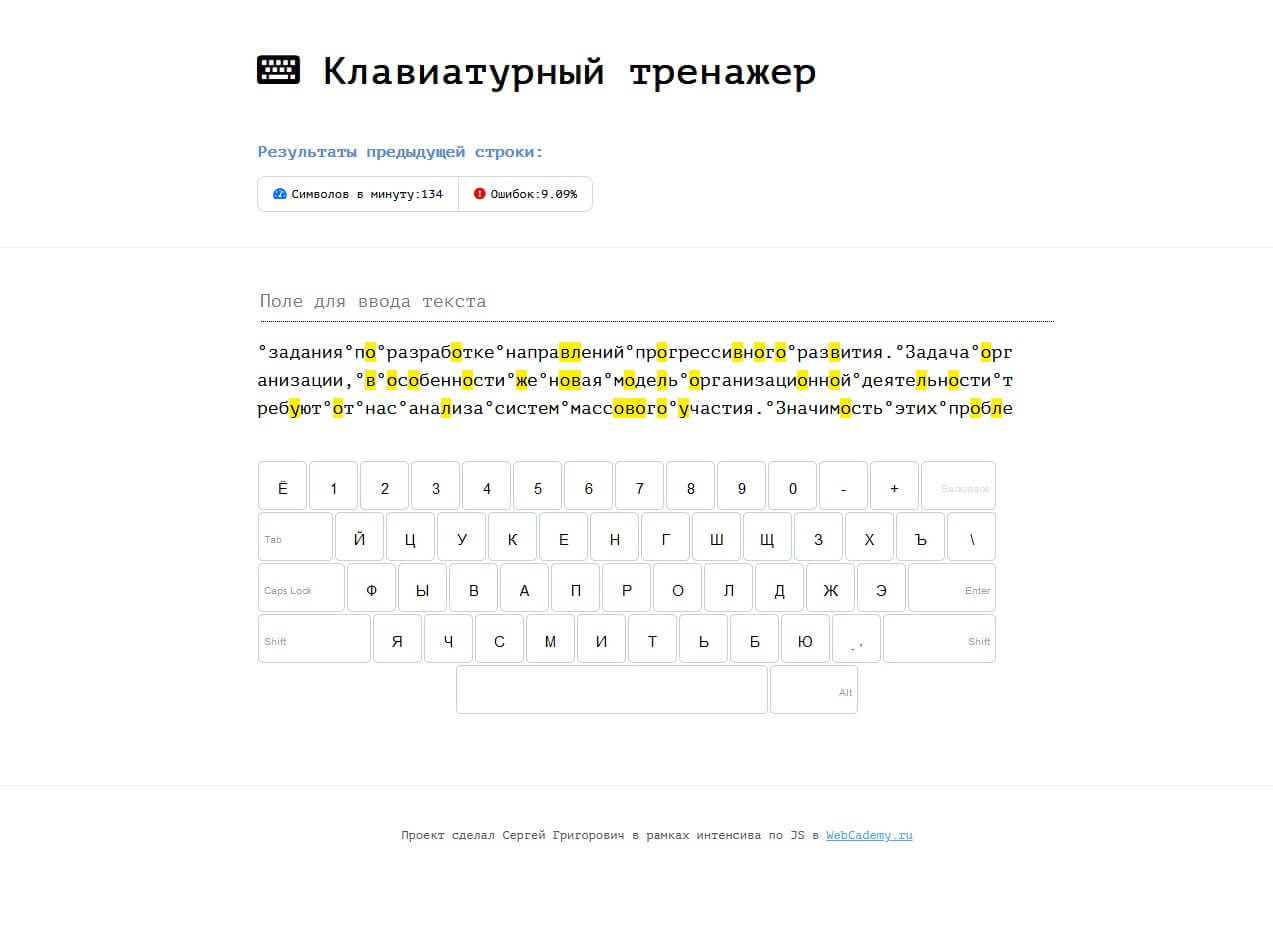 Клавиатурный тренажер
Результаты предыдущей строки:
Символов в минуту:134 Ошибок:9.09%
Поле для ввода текста
°задания°по°разработке°направлений°прогрессивного°развития.°Задача°орг
анизации,°в°особенности°же°новая°модель°организационной°деятельности°т
ребуют°от°нас°анализа°систем°массового°участия.°Значимость°этих°пробле
Ё 1 2 3 4 5 6 7 8 9 0 - + Backspace
Tab Й Ц У К Е Н Г Ш Щ З Х Ъ \
Caps Lock Ф Ы В А П Р О Л Д Ж Э Enter
Shift Я Ч С М И Т Ь Б Ю . , Shift
Alt
Проект сделал Сергей Григорович в рамках интенсива по JS в WebCademy.ru